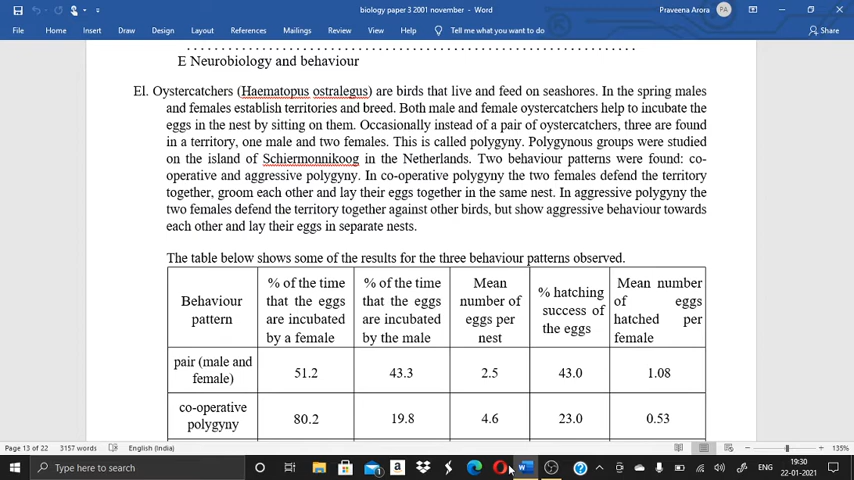 biology paper 3 2001 november - Word
Praveena Arora PA
File Home Insert Draw Design Layout References Mailings Review View Help Tell me what you want to do Share
E Neurobiology and behaviour
El. Oystercatchers (Haematopus ostralegus) are birds that live and feed on seashores. In the spring males
and females establish territories and breed. Both male and female oystercatchers help to incubate the
eggs in the nest by sitting on them. Occasionally instead of a pair of oystercatchers, three are found
in a territory, one male and two females. This is called polygyny. Polygynous groups were studied
on the island of Schiermonnikoog in the Netherlands. Two behaviour patterns were found: co-
operative and aggressive polygyny. In co-operative polygyny the two females defend the territory
together, groom each other and lay their eggs together in the same nest. In aggressive polygyny the
two females defend the territory together against other birds, but show aggressive behaviour towards
each other and lay their eggs in separate nests.
The table below shows some of the results for the three behaviour patterns observed.
Behaviour
pattern
% of the time
that the eggs
are incubated
by a female
% of the time
that the eggs
are incubated
by the male
Mean
number of
eggs per
nest
% hatching
success of
the eggs
Mean number
of eggs
hatched per
female
pair (male and
female)
51.2
43.3
2.5
43.0
1.08
co-operative
polygyny
80.2
19.8
4.6
23.0
0.53
Page 13 of 22 3157 words English (India) 135%
Type here to search
ENG
19:30
22-01-2021